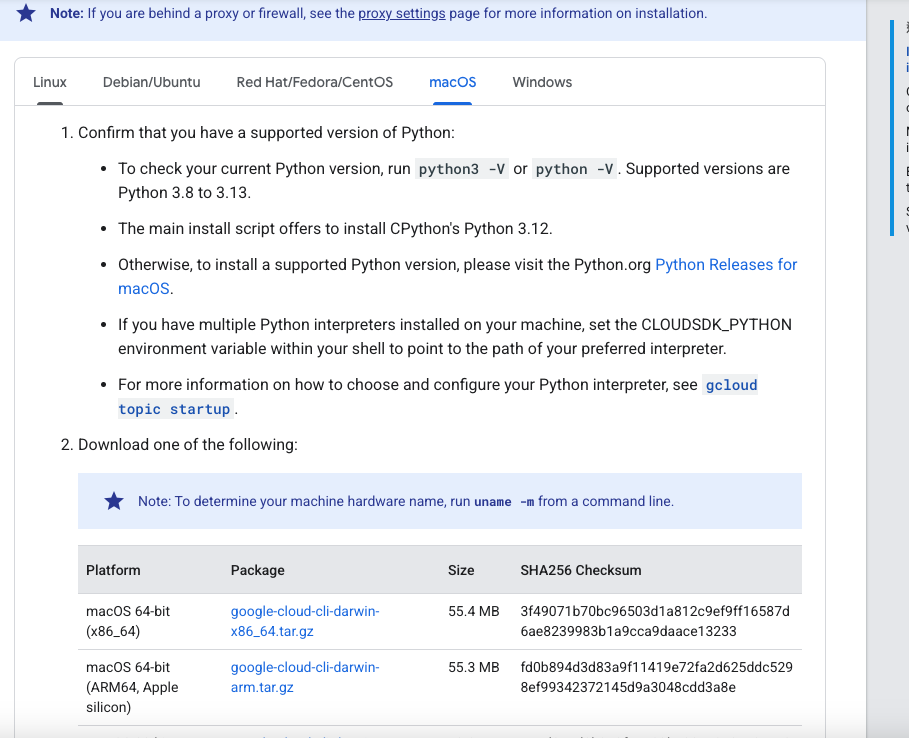 Note: If you are behind a proxy or firewall, see the proxy settings page for more information on installation.
Linux
Debian/Ubuntu
Red Hat/Fedora/CentOS
macOS
Windows
1. Confirm that you have a supported version of Python:
• To check your current Python version, run python3 -V or python -V. Supported versions are
Python 3.8 to 3.13.
• The main install script offers to install CPython's Python 3.12.
• Otherwise, to install a supported Python version, please visit the Python.org Python Releases for
macOS.
• If you have multiple Python interpreters installed on your machine, set the CLOUDSDK_PYTHON
environment variable within your shell to point to the path of your preferred interpreter.
• For more information on how to choose and configure your Python interpreter, see gcloud
topic startup.
2. Download one of the following:
Note: To determine your machine hardware name, run uname -m from a command line.
Platform Package Size SHA256 Checksum
macOS 64-bit google-cloud-cli-darwin- 55.4 MB 3f49071b70bc96503d1a812c9ef9ff16587d
(x86_64) x86_64.tar.gz 6ae8239983b1a9cca9daace13233
macOS 64-bit google-cloud-cli-darwin- 55.3 MB fd0b894d3d83a9f11419e72fa2d625ddc529
(ARM64, Apple arm.tar.gz 8ef99342372145d9a3048cdd3a8e
silicon)